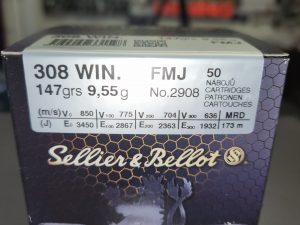 308 WIN. FMJ 50
147grs 9,55g No.2908 NÁBOJŮ
CARTRIDGES
PATRONEN
CARTOUCHES
(m/s) V0 850 V100 775 V200 704 V300 636 MRD
(J) E0 3450 E100 2867 E200 2363 E300 1932 173 m
Sellier & Bellot